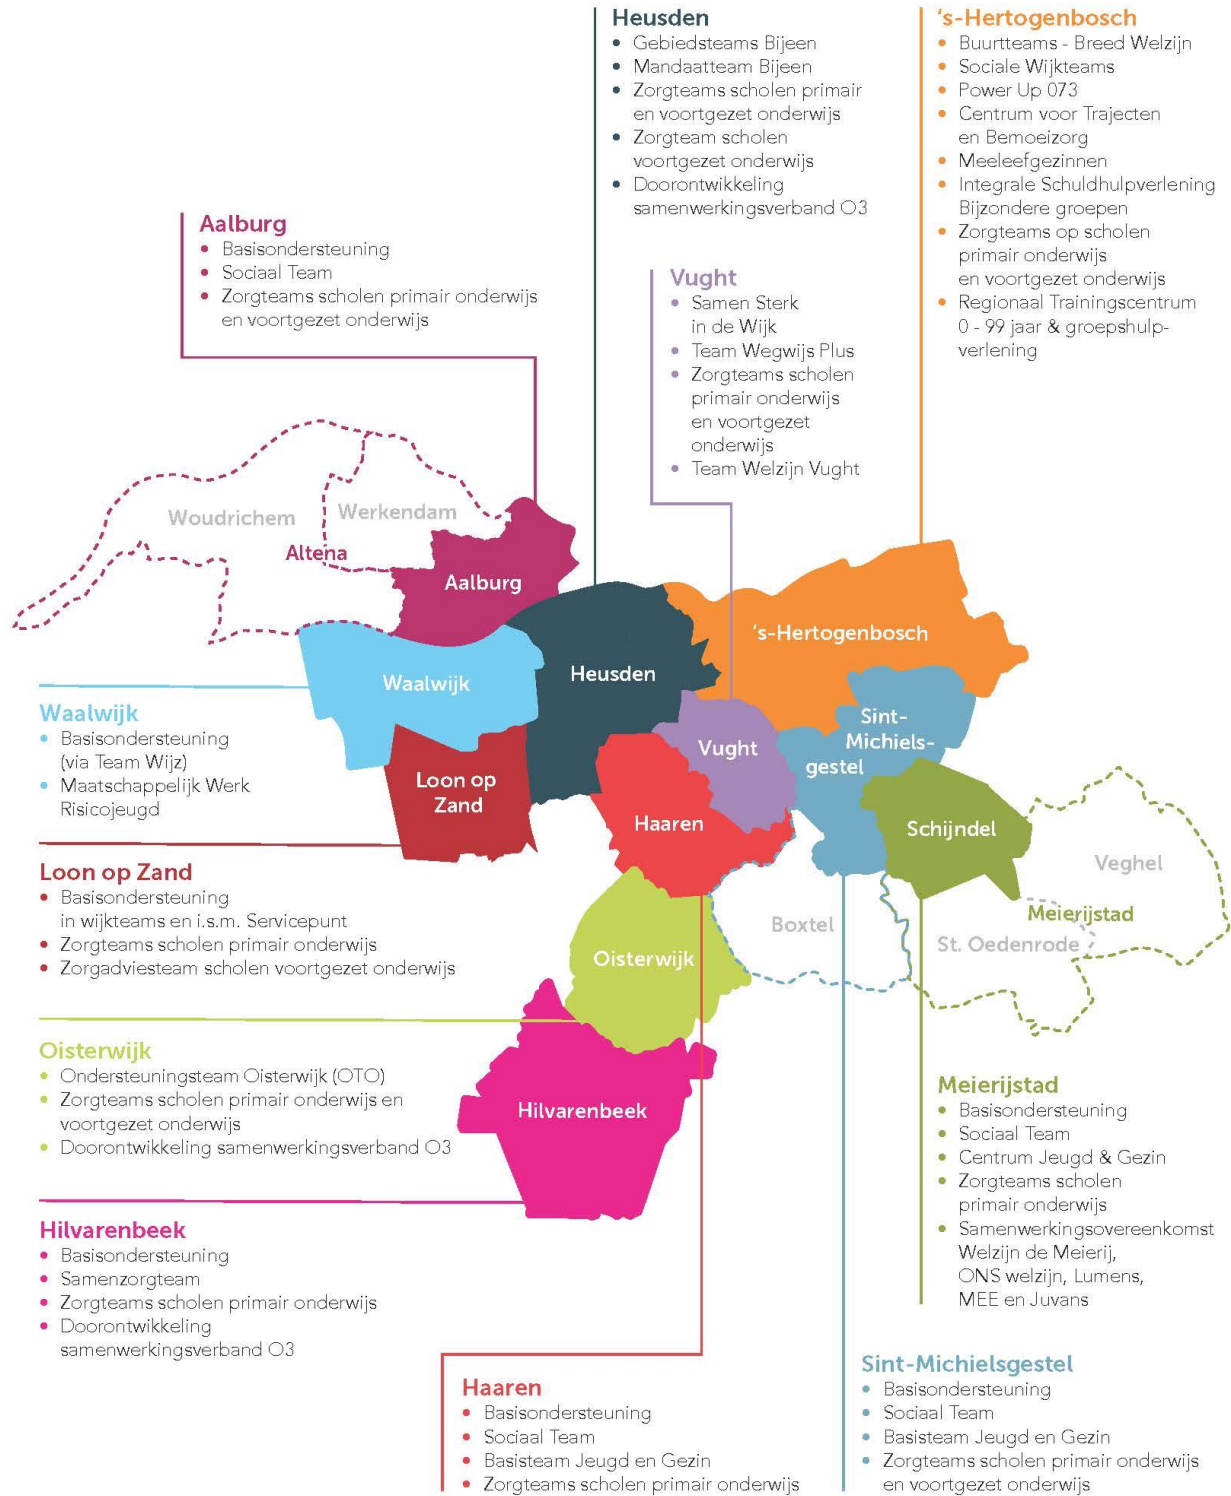 Heusden
• Gebiedsteams Bijeen
• Mandaatteam Bijeen
• Zorgteams scholen primair
en voortgezet onderwijs
• Zorgteam scholen
voortgezet onderwijs
• Doorontwikkeling
samenwerkingsverband O3
‘s-Hertogenbosch
• Buurtteams - Breed Welzijn
• Sociale Wijkteams
• Power Up 073
• Centrum voor Trajecten
en Bemoeizorg
• Meeleefgezinnen
• Integrale Schuldhulpverlening
Bijzondere groepen
• Zorgteams op scholen
primair onderwijs
en voortgezet onderwijs
• Regionaal Trainingscentrum
0 - 99 jaar & groepshulp-
verlening
Aalburg
• Basisondersteuning
• Sociaal Team
• Zorgteams scholen primair onderwijs
en voortgezet onderwijs
Vught
• Samen Sterk
in de Wijk
• Team Wegwijs Plus
• Zorgteams scholen
primair onderwijs
en voortgezet
onderwijs
• Team Welzijn Vught
Woudrichem
Werkendam
Altena
Aalburg
‘s-Hertogenbosch
Heusden
Waalwijk
Sint-
Michiels-
gestel
Vught
Loon op
Zand
Haaren
Schijndel
Veghel
Meierijstad
Boxtel
St. Oedenrode
Oisterwijk
Hilvarenbeek
Waalwijk
• Basisondersteuning
(via Team Wijz)
• Maatschappelijk Werk
Risicojeugd
Loon op Zand
• Basisondersteuning
in wijkteams en i.s.m. Servicepunt
• Zorgteams scholen primair onderwijs
• Zorgadviesteam scholen voortgezet onderwijs
Oisterwijk
• Ondersteuningsteam Oisterwijk (OTO)
• Zorgteams scholen primair onderwijs en
voortgezet onderwijs
• Doorontwikkeling samenwerkingsverband O3
Hilvarenbeek
• Basisondersteuning
• Samenzorgteam
• Zorgteams scholen primair onderwijs
• Doorontwikkeling
samenwerkingsverband O3
Meierijstad
• Basisondersteuning
• Sociaal Team
• Centrum Jeugd & Gezin
• Zorgteams scholen
primair onderwijs
• Samenwerkingsovereenkomst
Welzijn de Meierij,
ONS welzijn, Lumens,
MEE en Juvans
Haaren
• Basisondersteuning
• Sociaal Team
• Basisteam Jeugd en Gezin
• Zorgteams scholen primair onderwijs
Sint-Michielsgestel
• Basisondersteuning
• Sociaal Team
• Basisteam Jeugd en Gezin
• Zorgteams scholen primair onderwijs
en voortgezet onderwijs